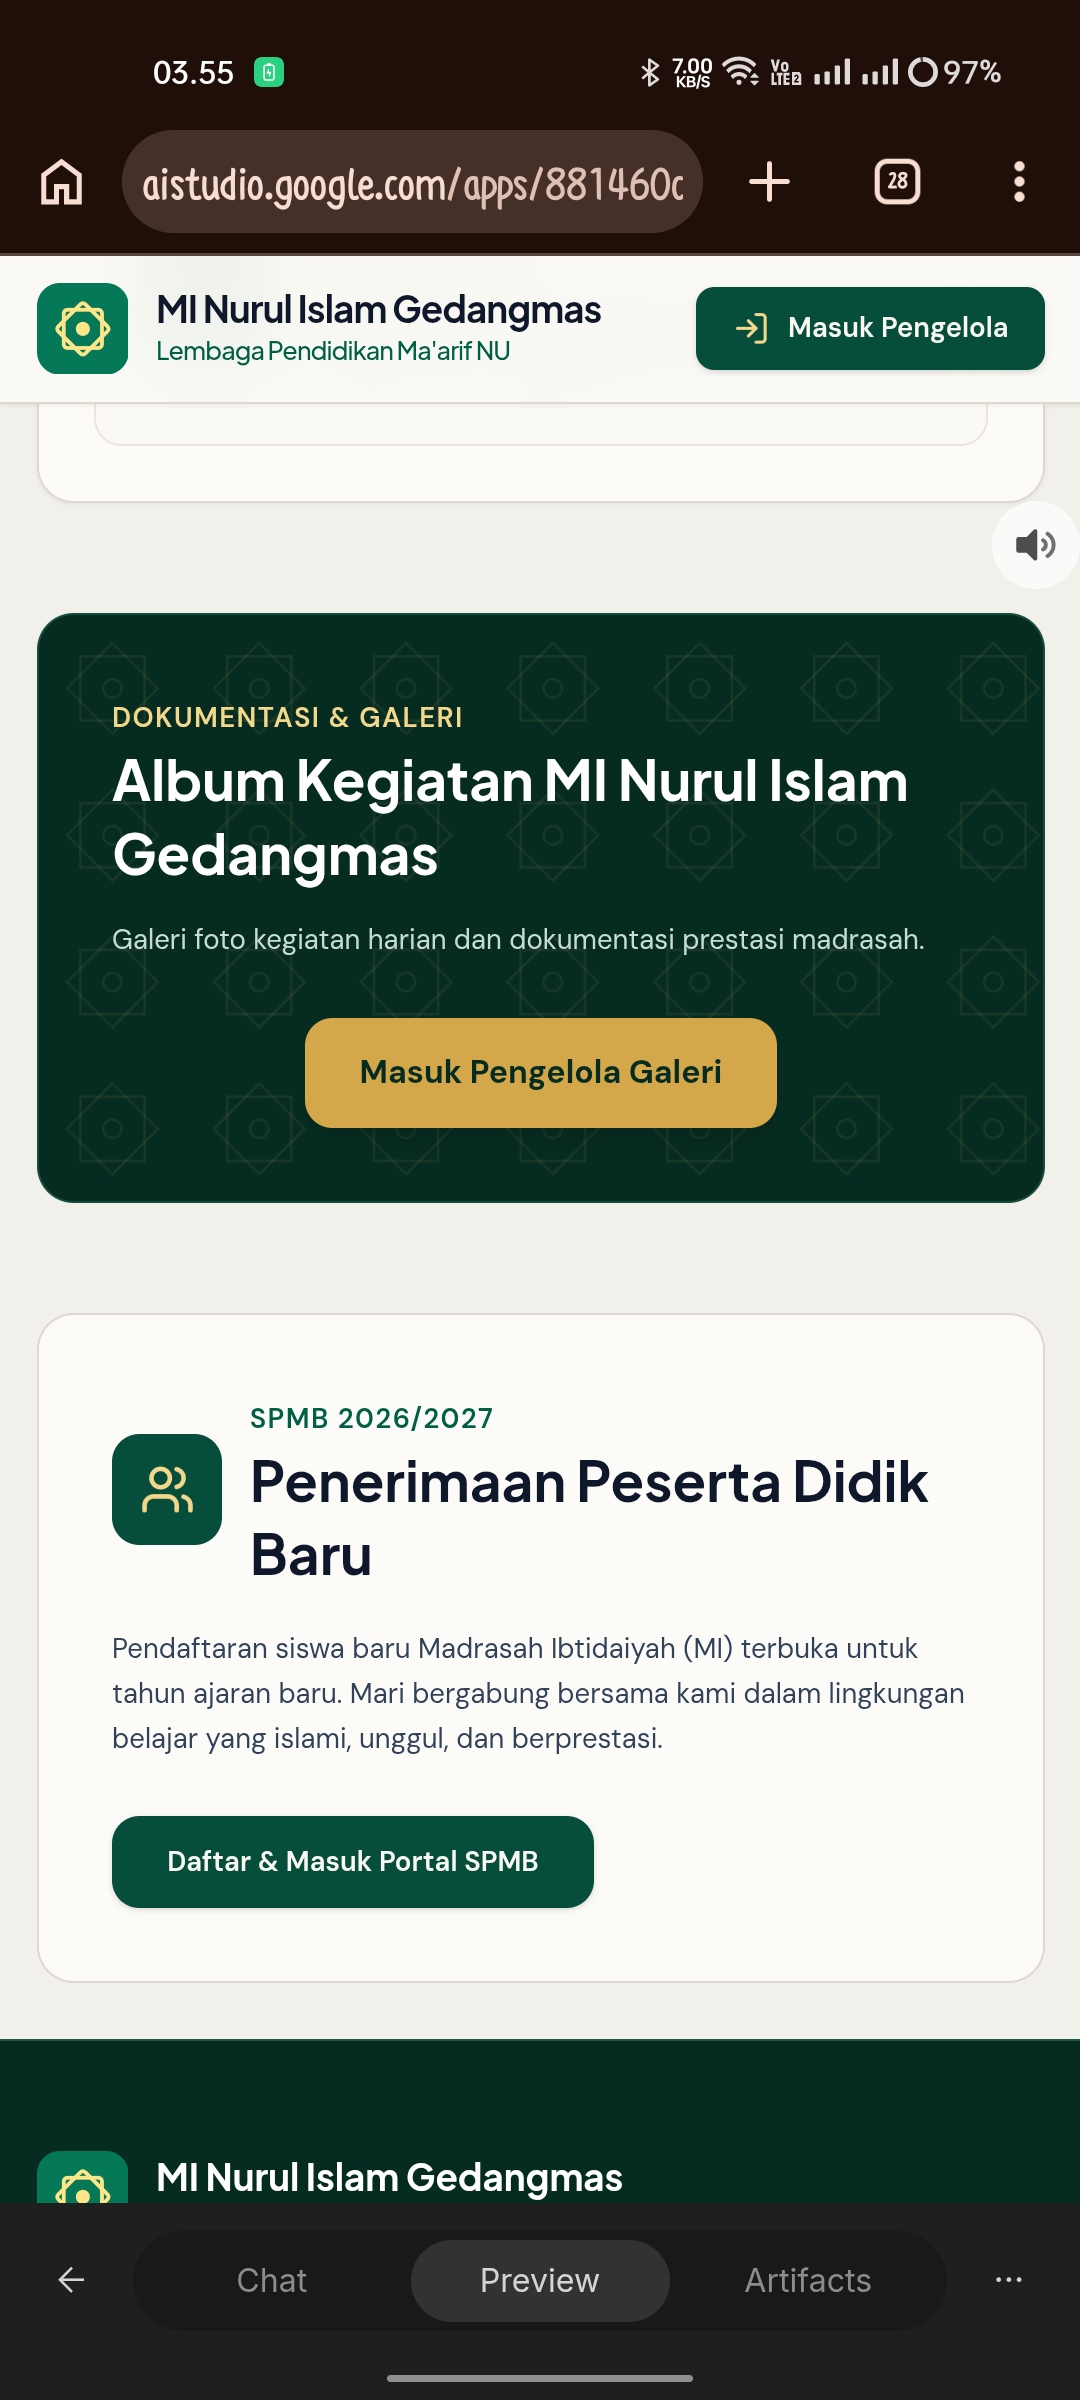 03.55
7.00 KB/S
Vo LTE 2
97%
aistudio.google.com/apps/881460c
28
MI Nurul Islam Gedangmas
Lembaga Pendidikan Ma'arif NU
Masuk Pengelola
DOKUMENTASI & GALERI
Album Kegiatan MI Nurul Islam
Gedangmas
Galeri foto kegiatan harian dan dokumentasi prestasi madrasah.
Masuk Pengelola Galeri
SPMB 2026/2027
Penerimaan Peserta Didik
Baru
Pendaftaran siswa baru Madrasah Ibtidaiyah (MI) terbuka untuk
tahun ajaran baru. Mari bergabung bersama kami dalam lingkungan
belajar yang islami, unggul, dan berprestasi.
Daftar & Masuk Portal SPMB
MI Nurul Islam Gedangmas
Chat
Preview
Artifacts